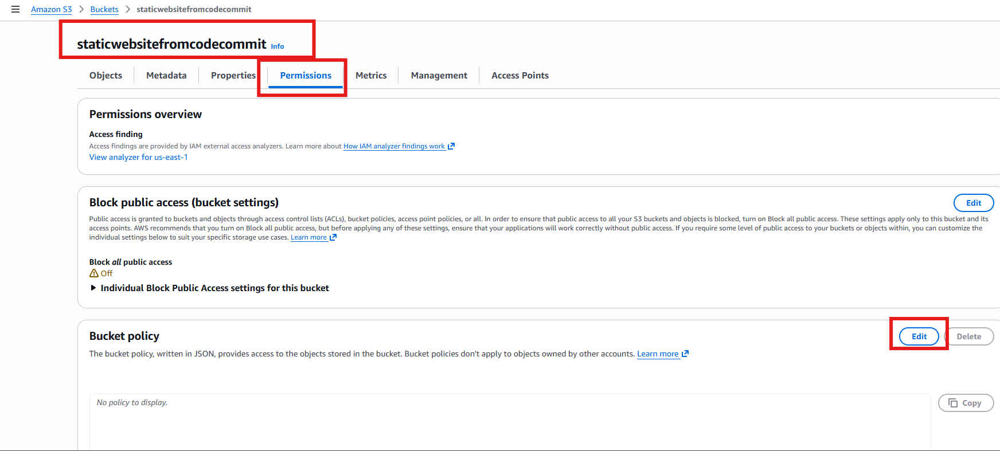 Amazon S3 > Buckets > staticwebsitefromcodecommit
staticwebsitefromcodecommit Info
Objects Metadata Properties Permissions Metrics Management Access Points
Permissions overview
Access finding
Access findings are provided by IAM external access analyzers. Learn more about How IAM analyzer findings work
View analyzer for us-east-1
Block public access (bucket settings) Edit
Public access is granted to buckets and objects through access control lists (ACLs), bucket policies, access point policies, or all. In order to ensure that public access to all your S3 buckets and objects is blocked, turn on Block all public access. These settings apply only to this bucket and its
access points. AWS recommends that you turn on Block all public access, but before applying any of these settings, ensure that your applications will work correctly without public access. If you require some level of public access to your buckets or objects within, you can customize the
individual settings below to suit your specific storage use cases. Learn more
Block all public access
Off
Individual Block Public Access settings for this bucket
Bucket policy Edit Delete
The bucket policy, written in JSON, provides access to the objects stored in the bucket. Bucket policies don't apply to objects owned by other accounts. Learn more
No policy to display. Copy